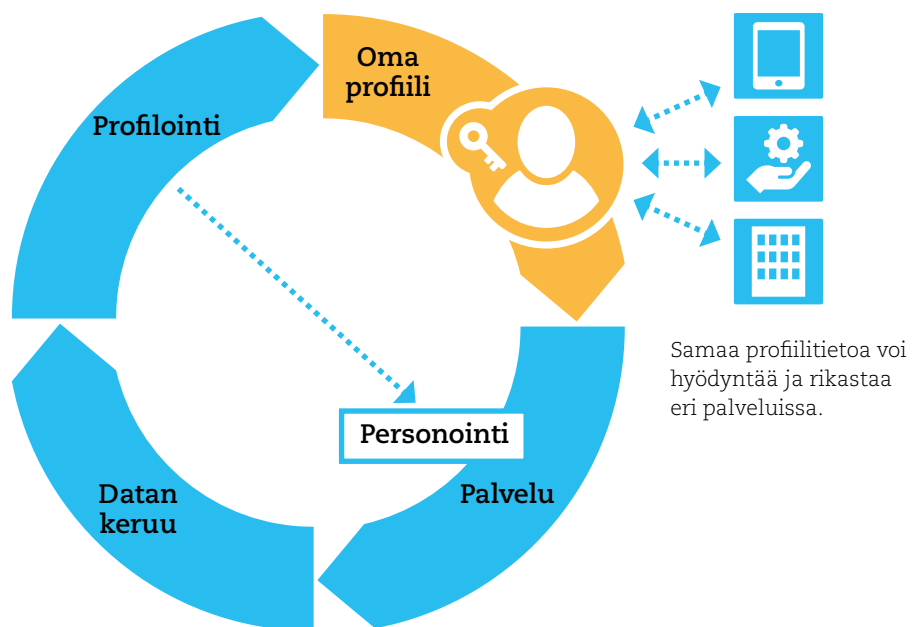 Oma
profiili
Profilointi
Samaa profiilitietoa voi
hyödyntää ja rikastaa
eri palveluissa.
Personointi
Datan
keruu
Palvelu